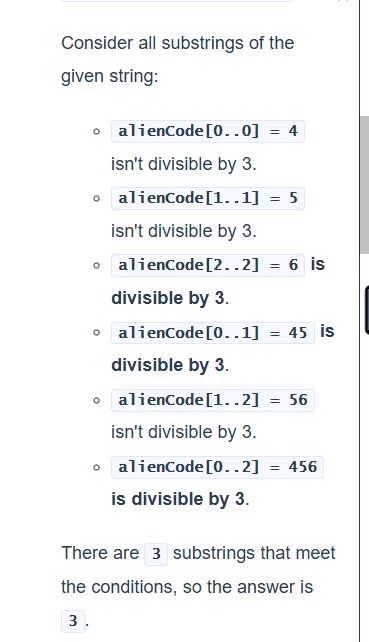 Consider all substrings of the
given string:
alienCode[0..0] = 4
isn't divisible by 3.
alienCode[1..1] = 5
isn't divisible by 3.
alienCode[2..2] = 6 is
divisible by 3.
alienCode[0..1] = 45 is
divisible by 3.
alienCode[1..2] = 56
isn't divisible by 3.
alienCode[0..2] = 456
is divisible by 3.
There are 3 substrings that meet
the conditions, so the answer is
3.